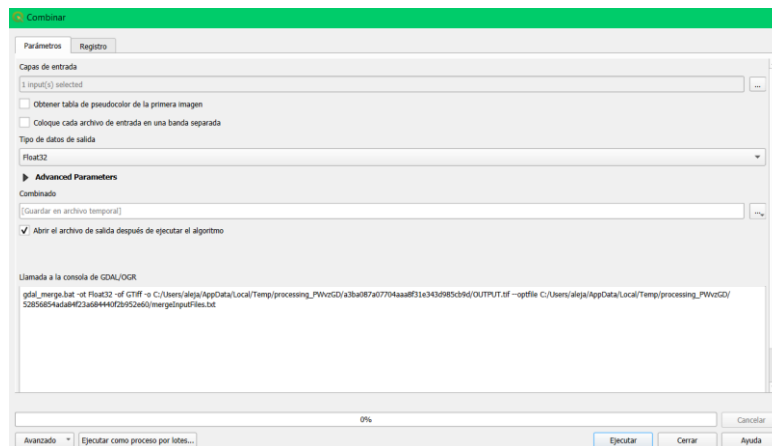 Combinar
Parámetros Registro
Capas de entrada
1 input(s) selected
...
Obtener tabla de pseudocolor de la primera imagen
Coloque cada archivo de entrada en una banda separada
Tipo de datos de salida
Float32
Advanced Parameters
Combinado
[Guardar en archivo temporal]
...
Abrir el archivo de salida después de ejecutar el algoritmo
Llamada a la consola de GDAL/OGR
gdal_merge.bat -ot Float32 -of GTiff -o C:/Users/aleja/AppData/Local/Temp/processing_PWvzGD/a3ba087a07704aaa8f31e343d985cb9d/OUTPUT.tif --optfile C:/Users/aleja/AppData/Local/Temp/processing_PWvzGD/
52856854ada84f23a684440f2b952e60/mergeInputFiles.txt
0%
Cancelar
Avanzado Ejecutar como proceso por lotes... Ejecutar Cerrar Ayuda